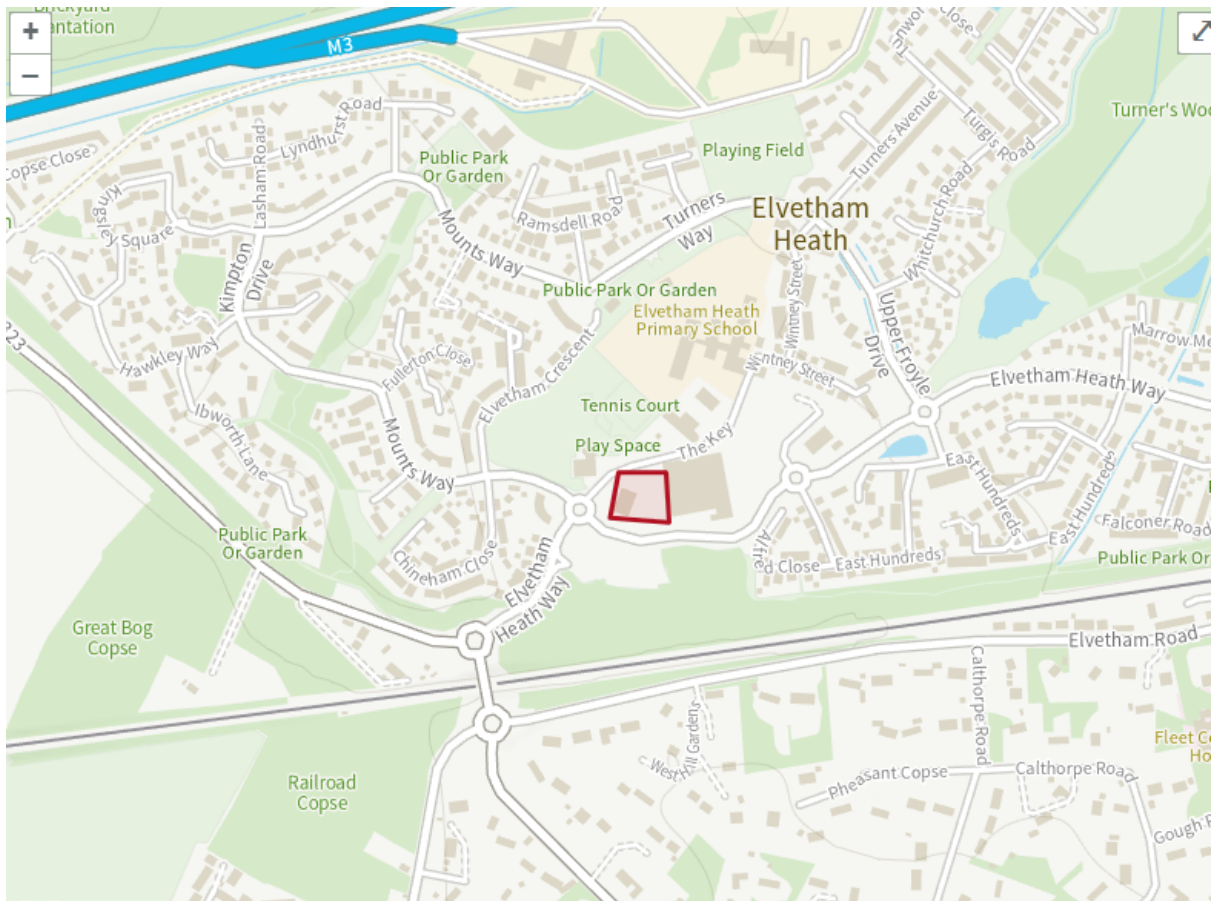 Brickyard
Plantation
+
−
M3
Copse Close
Lyndhurst Road
Lasham Road
Kingsley Square
Public Park
Or Garden
Ramsdell Road
Playing Field
Turners Avenue
Turgis Road
Turner's Woo
Whitchurch Road
Elvetham
Heath
Turners
Way
Mounts Way
Kimpton
Drive
Public Park Or Garden
Elvetham Heath
Primary School
Wintney Street
Wintney Street
Upper Froyle
Drive
Marrow Me
Elvetham Heath Way
Hawkley Way
Fullerton Close
Elvetham Crescent
Ibworth Lane
Mounts Way
Tennis Court
Play Space
The Key
East Hundreds
East Hundreds
Falconer Road
Alfred Close
East Hundreds
Public Park Or
Public Park
Or Garden
Chineham Close
Elvetham
Heath Way
Great Bog
Copse
Elvetham Road
Calthorpe Road
Fleet Co
Ho
West Hill Gardens
Pheasant Copse
Calthorpe Road
Railroad
Copse
Gough R